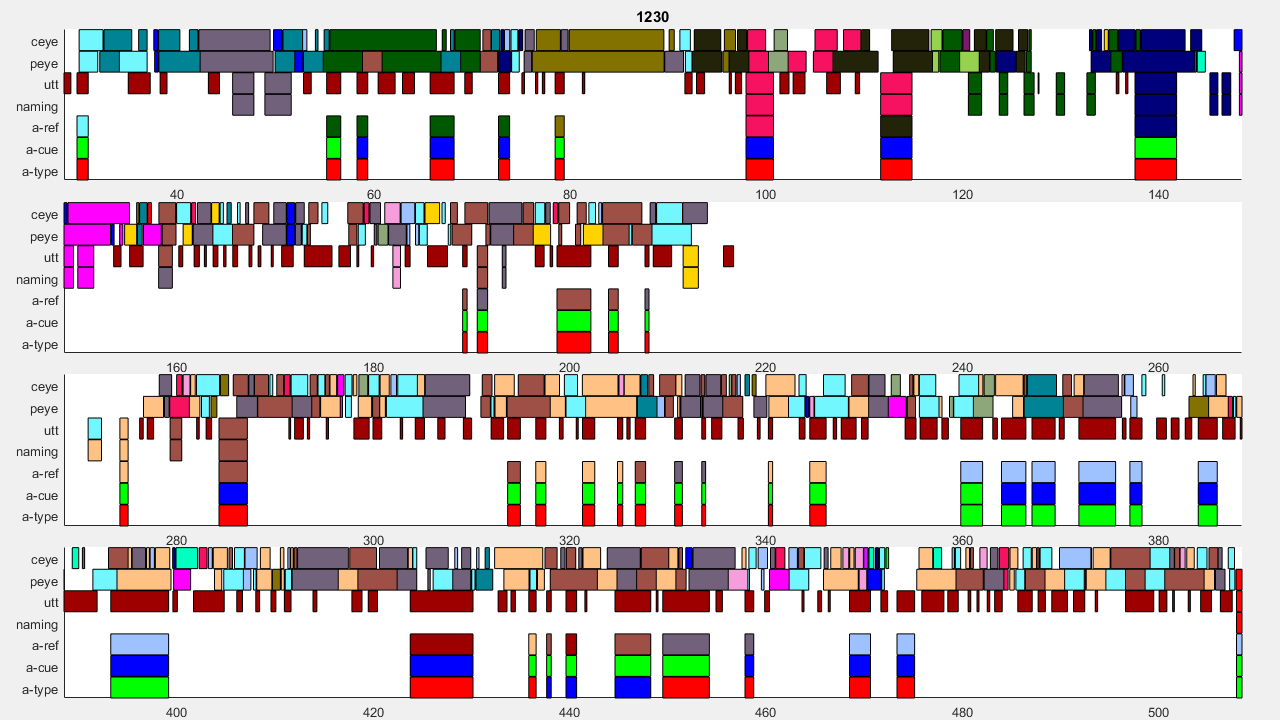 1230
ceye
peye
utt
naming
a-ref
a-cue
a-type
40 60 80 100 120 140
ceye
peye
utt
naming
a-ref
a-cue
a-type
160 180 200 220 240 260
ceye
peye
utt
naming
a-ref
a-cue
a-type
280 300 320 340 360 380
ceye
peye
utt
naming
a-ref
a-cue
a-type
400 420 440 460 480 500